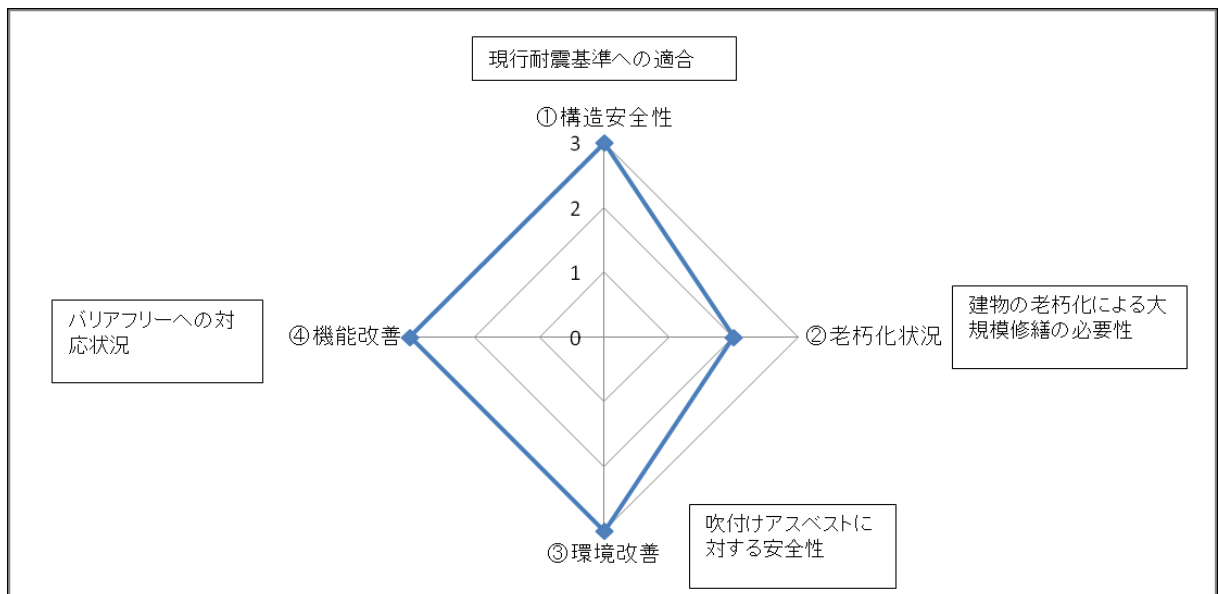 現行耐震基準への適合
①構造安全性
3
2
1
0
バリアフリーへの対
応状況
④機能改善
②老朽化状況
建物の老朽化による大
規模修繕の必要性
③環境改善
吹付けアスベストに
対する安全性